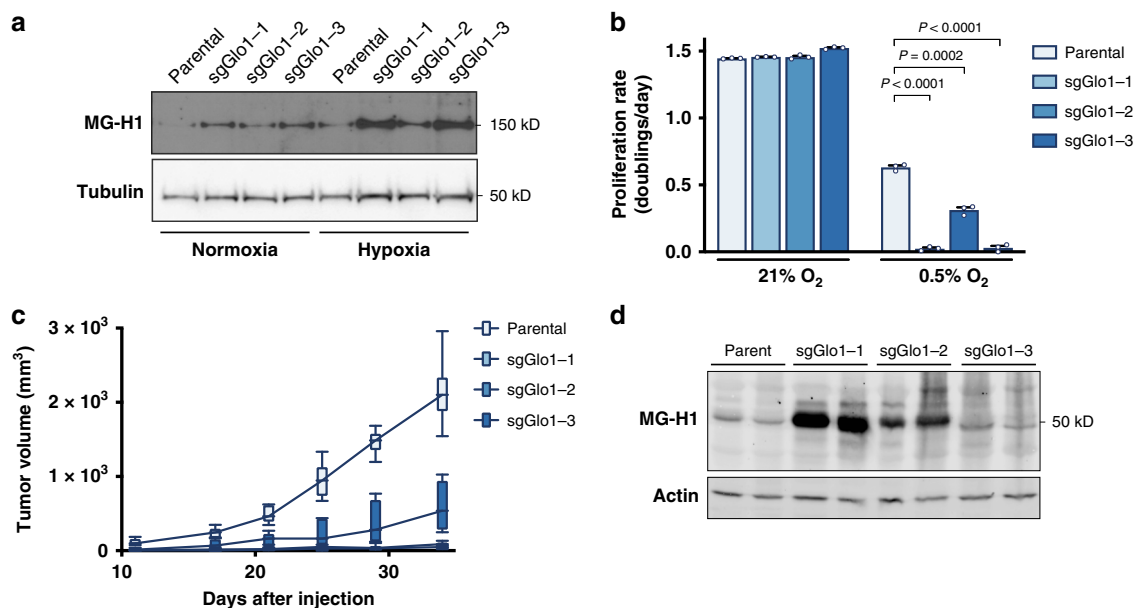 a
Parental
sgGlo1–1
sgGlo1–2
sgGlo1–3
Parental
sgGlo1–1
sgGlo1–2
sgGlo1–3
MG-H1
150 kD
Tubulin
50 kD
Normoxia
Hypoxia
b
Proliferation rate
(doublings/day)
1.5
1.0
0.5
0.0
P < 0.0001
P = 0.0002
P < 0.0001
21% O₂
0.5% O₂
Parental
sgGlo1–1
sgGlo1–2
sgGlo1–3
c
Tumor volume (mm³)
3 × 10³
2 × 10³
1 × 10³
0
10
20
30
Days after injection
Parental
sgGlo1–1
sgGlo1–2
sgGlo1–3
d
Parent
sgGlo1–1
sgGlo1–2
sgGlo1–3
MG-H1
50 kD
Actin